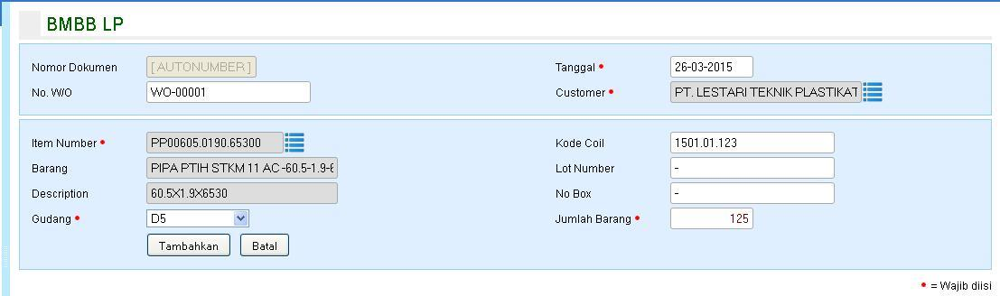 BMBB LP
Nomor Dokumen [ AUTONUMBER ] Tanggal • 26-03-2015
No. W/O WO-00001 Customer • PT. LESTARI TEKNIK PLASTIKAT
Item Number • PP00605.0190.65300 Kode Coil 1501.01.123
Barang PIPA PTIH STKM 11 AC-60.5-1.9-6 Lot Number -
Description 60.5X1.9X6530 No Box -
Gudang • D5 Jumlah Barang • 125
Tambahkan Batal
• = Wajib diisi